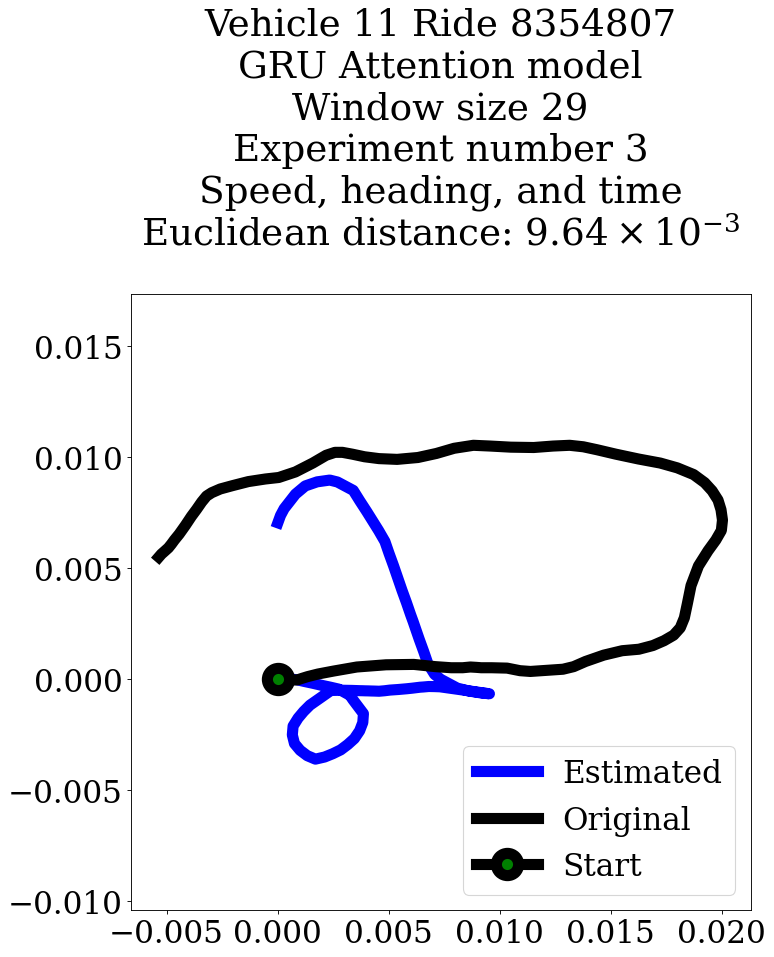 Vehicle 11 Ride 8354807
GRU Attention model
Window size 29
Experiment number 3
Speed, heading, and time
Euclidean distance: 9.64 × 10⁻³
0.015
0.010
0.005
0.000
−0.005
−0.010
Estimated
Original
Start
−0.005 0.000 0.005 0.010 0.015 0.020